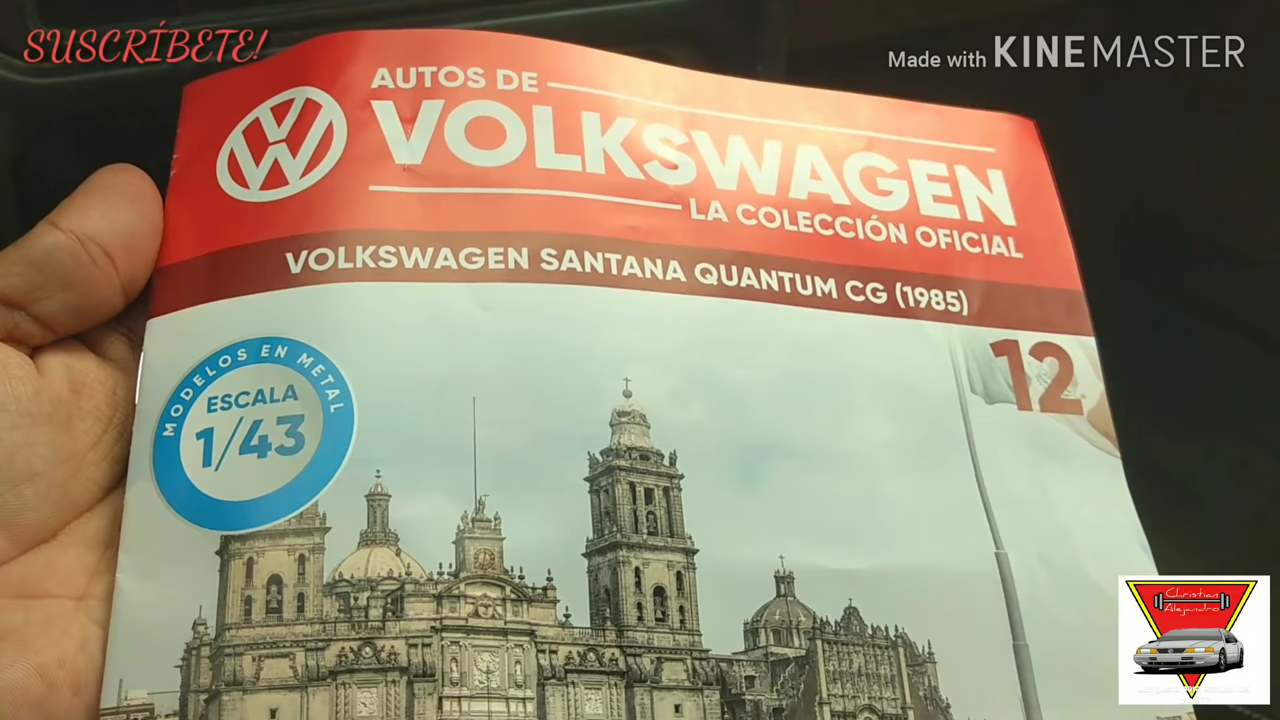 SUSCRÍBETE!
Made with KINEMASTER
AUTOS DE
VOLKSWAGEN
LA COLECCIÓN OFICIAL
VOLKSWAGEN SANTANA QUANTUM CG (1985)
12
MODELOS EN METAL
ESCALA
1/43
Christian
Alejandro